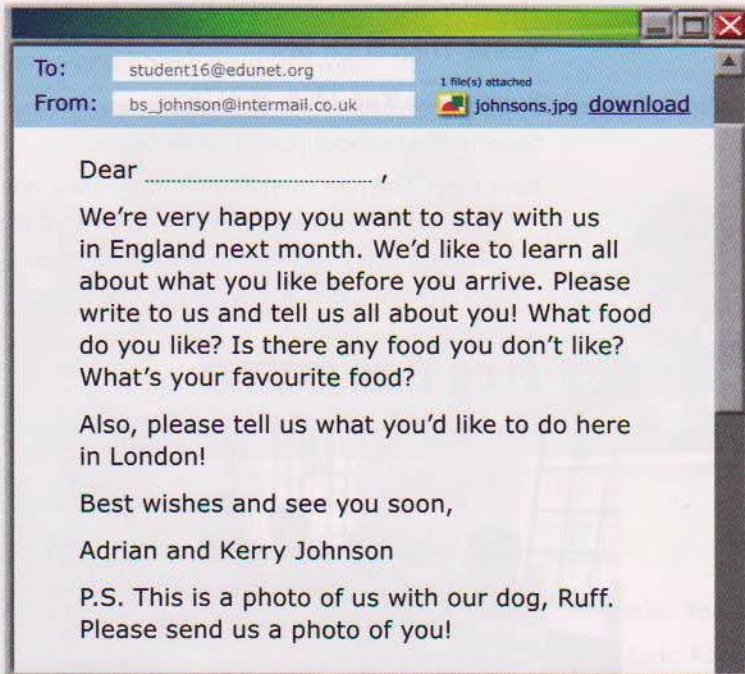 To: student16@edunet.org
From: bs_johnson@intermail.co.uk
1 file(s) attached
johnsons.jpg download
Dear ,
We're very happy you want to stay with us
in England next month. We'd like to learn all
about what you like before you arrive. Please
write to us and tell us all about you! What food
do you like? Is there any food you don't like?
What's your favourite food?
Also, please tell us what you'd like to do here
in London!
Best wishes and see you soon,
Adrian and Kerry Johnson
P.S. This is a photo of us with our dog, Ruff.
Please send us a photo of you!